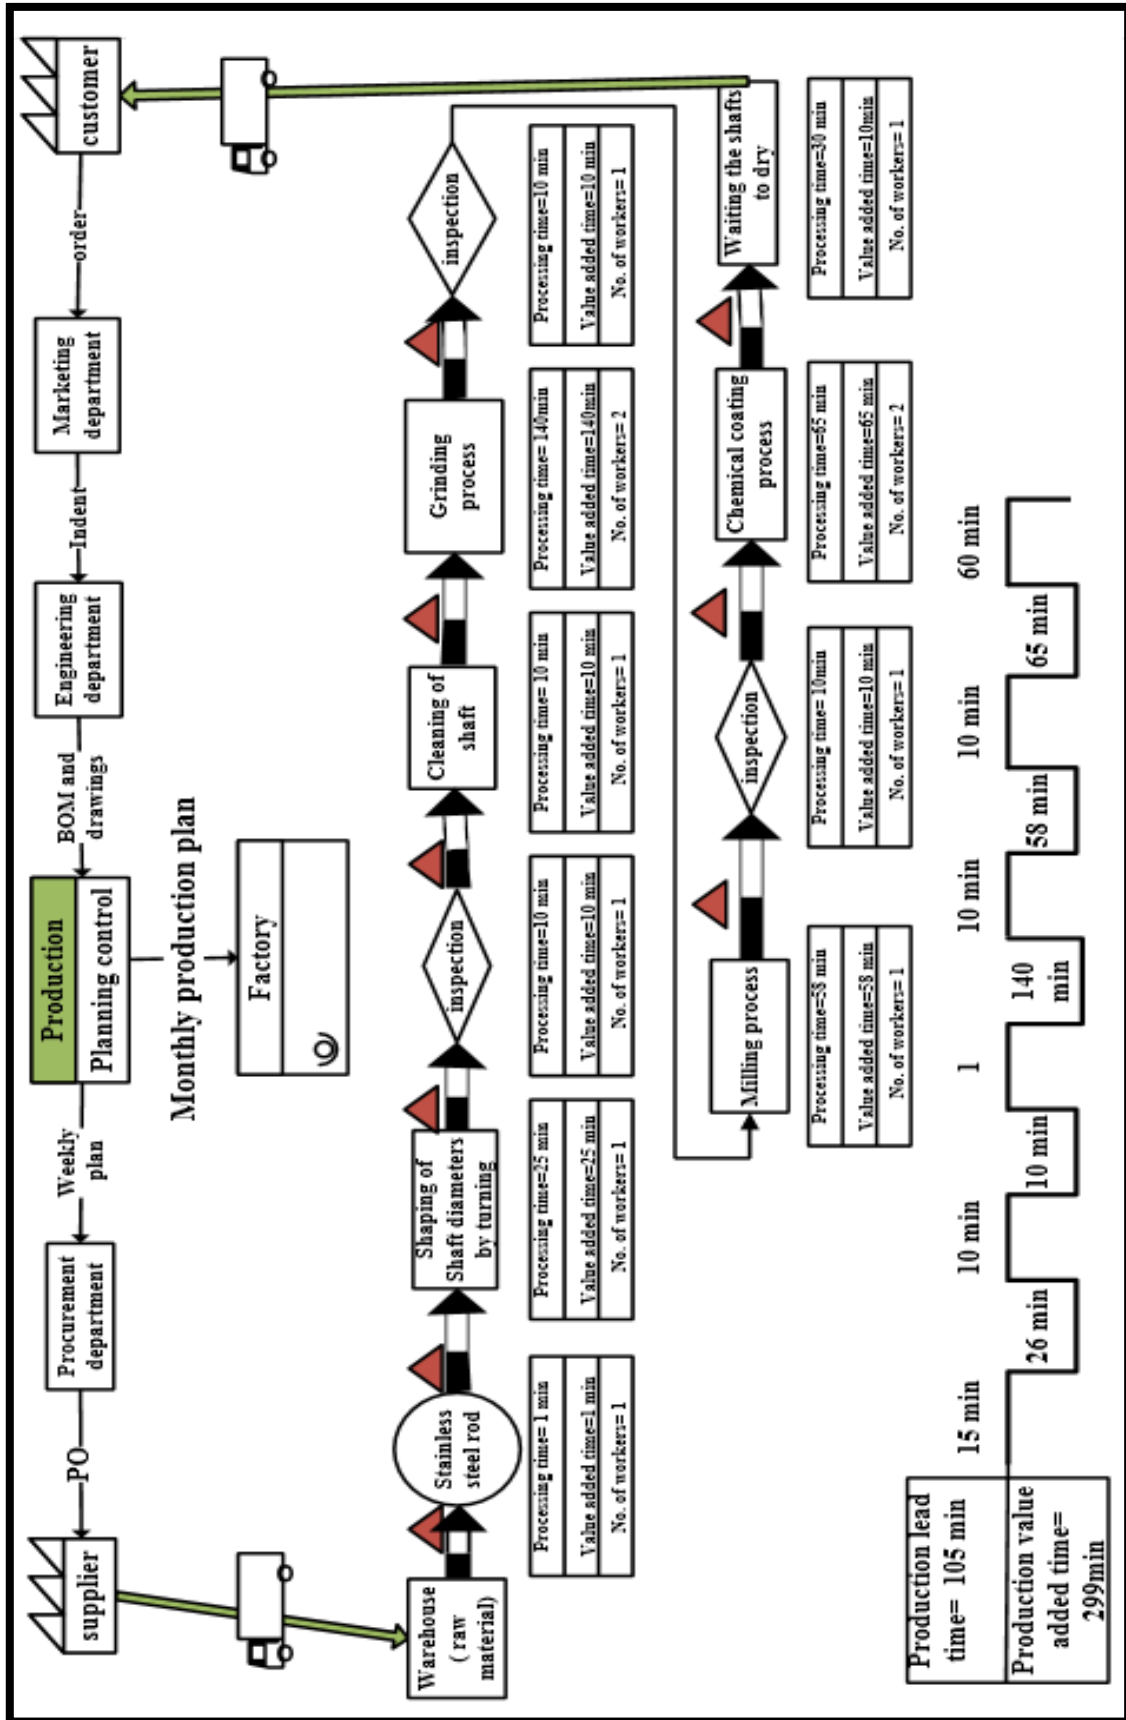 supplier
PO
Procurement
department
Weekly
plan
Production
Planning control
BOM and
drawings
Engineering
department
Indent
Marketing
department
order
customer
Monthly production plan
Factory
Warehouse
( raw
material)
Stainless
steel rod
Shaping of
Shaft diameters
by turning
inspection
Cleaning of
shaft
Grinding
process
inspection
Processing time= 1 min
Value added time=1 min
No. of workers= 1
Processing time=25 min
Value added time=25 min
No. of workers= 1
Processing time=10 min
Value added time=10 min
No. of workers=1
Processing time= 10 min
Value added time=10 min
No. of workers= 1
Processing time= 140min
Value added time=140min
No. of workers= 2
Processing time=10 min
Value added time=10 min
No. of workers= 1
Milling process
inspection
Chemical coating
process
Waiting the shafts
to dry
Processing time=58 min
Value added time=58 min
No. of workers= 1
Processing time= 10min
Value added time=10 min
No. of workers= 1
Processing time=65 min
Value added time=65 min
No. of workers= 2
Processing time=30 min
Value added time=10min
No. of workers= 1
Production lead
time= 105 min
Production value
added time=
299min
15 min
26 min
10 min
10 min
1
140
min
10 min
58 min
10 min
65 min
60 min